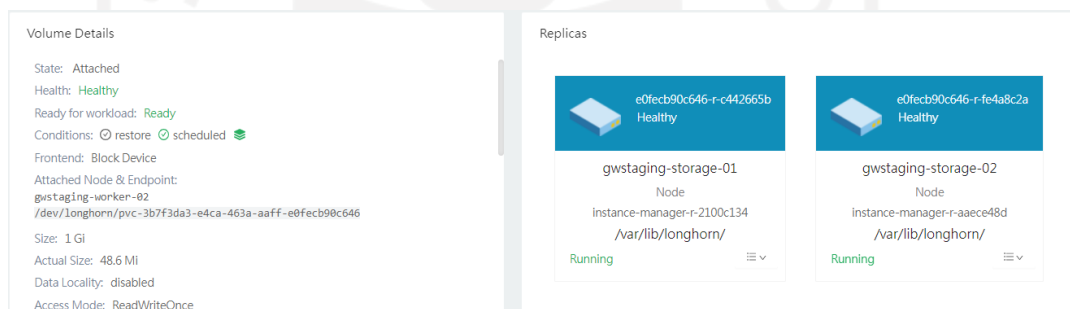 Volume Details
State: Attached
Health: Healthy
Ready for workload: Ready
Conditions: restore scheduled
Frontend: Block Device
Attached Node & Endpoint:
gwstaging-worker-02
/dev/longhorn/pvc-3b7f3da3-e4ca-463a-aaff-e0fecb90c646
Size: 1 Gi
Actual Size: 48.6 Mi
Data Locality: disabled
Access Mode: ReadWriteOnce
Replicas
e0fecb90c646-r-c442665b
Healthy
gwstaging-storage-01
Node
instance-manager-r-2100c134
/var/lib/longhorn/
Running
e0fecb90c646-r-fe4a8c2a
Healthy
gwstaging-storage-02
Node
instance-manager-r-aaece48d
/var/lib/longhorn/
Running